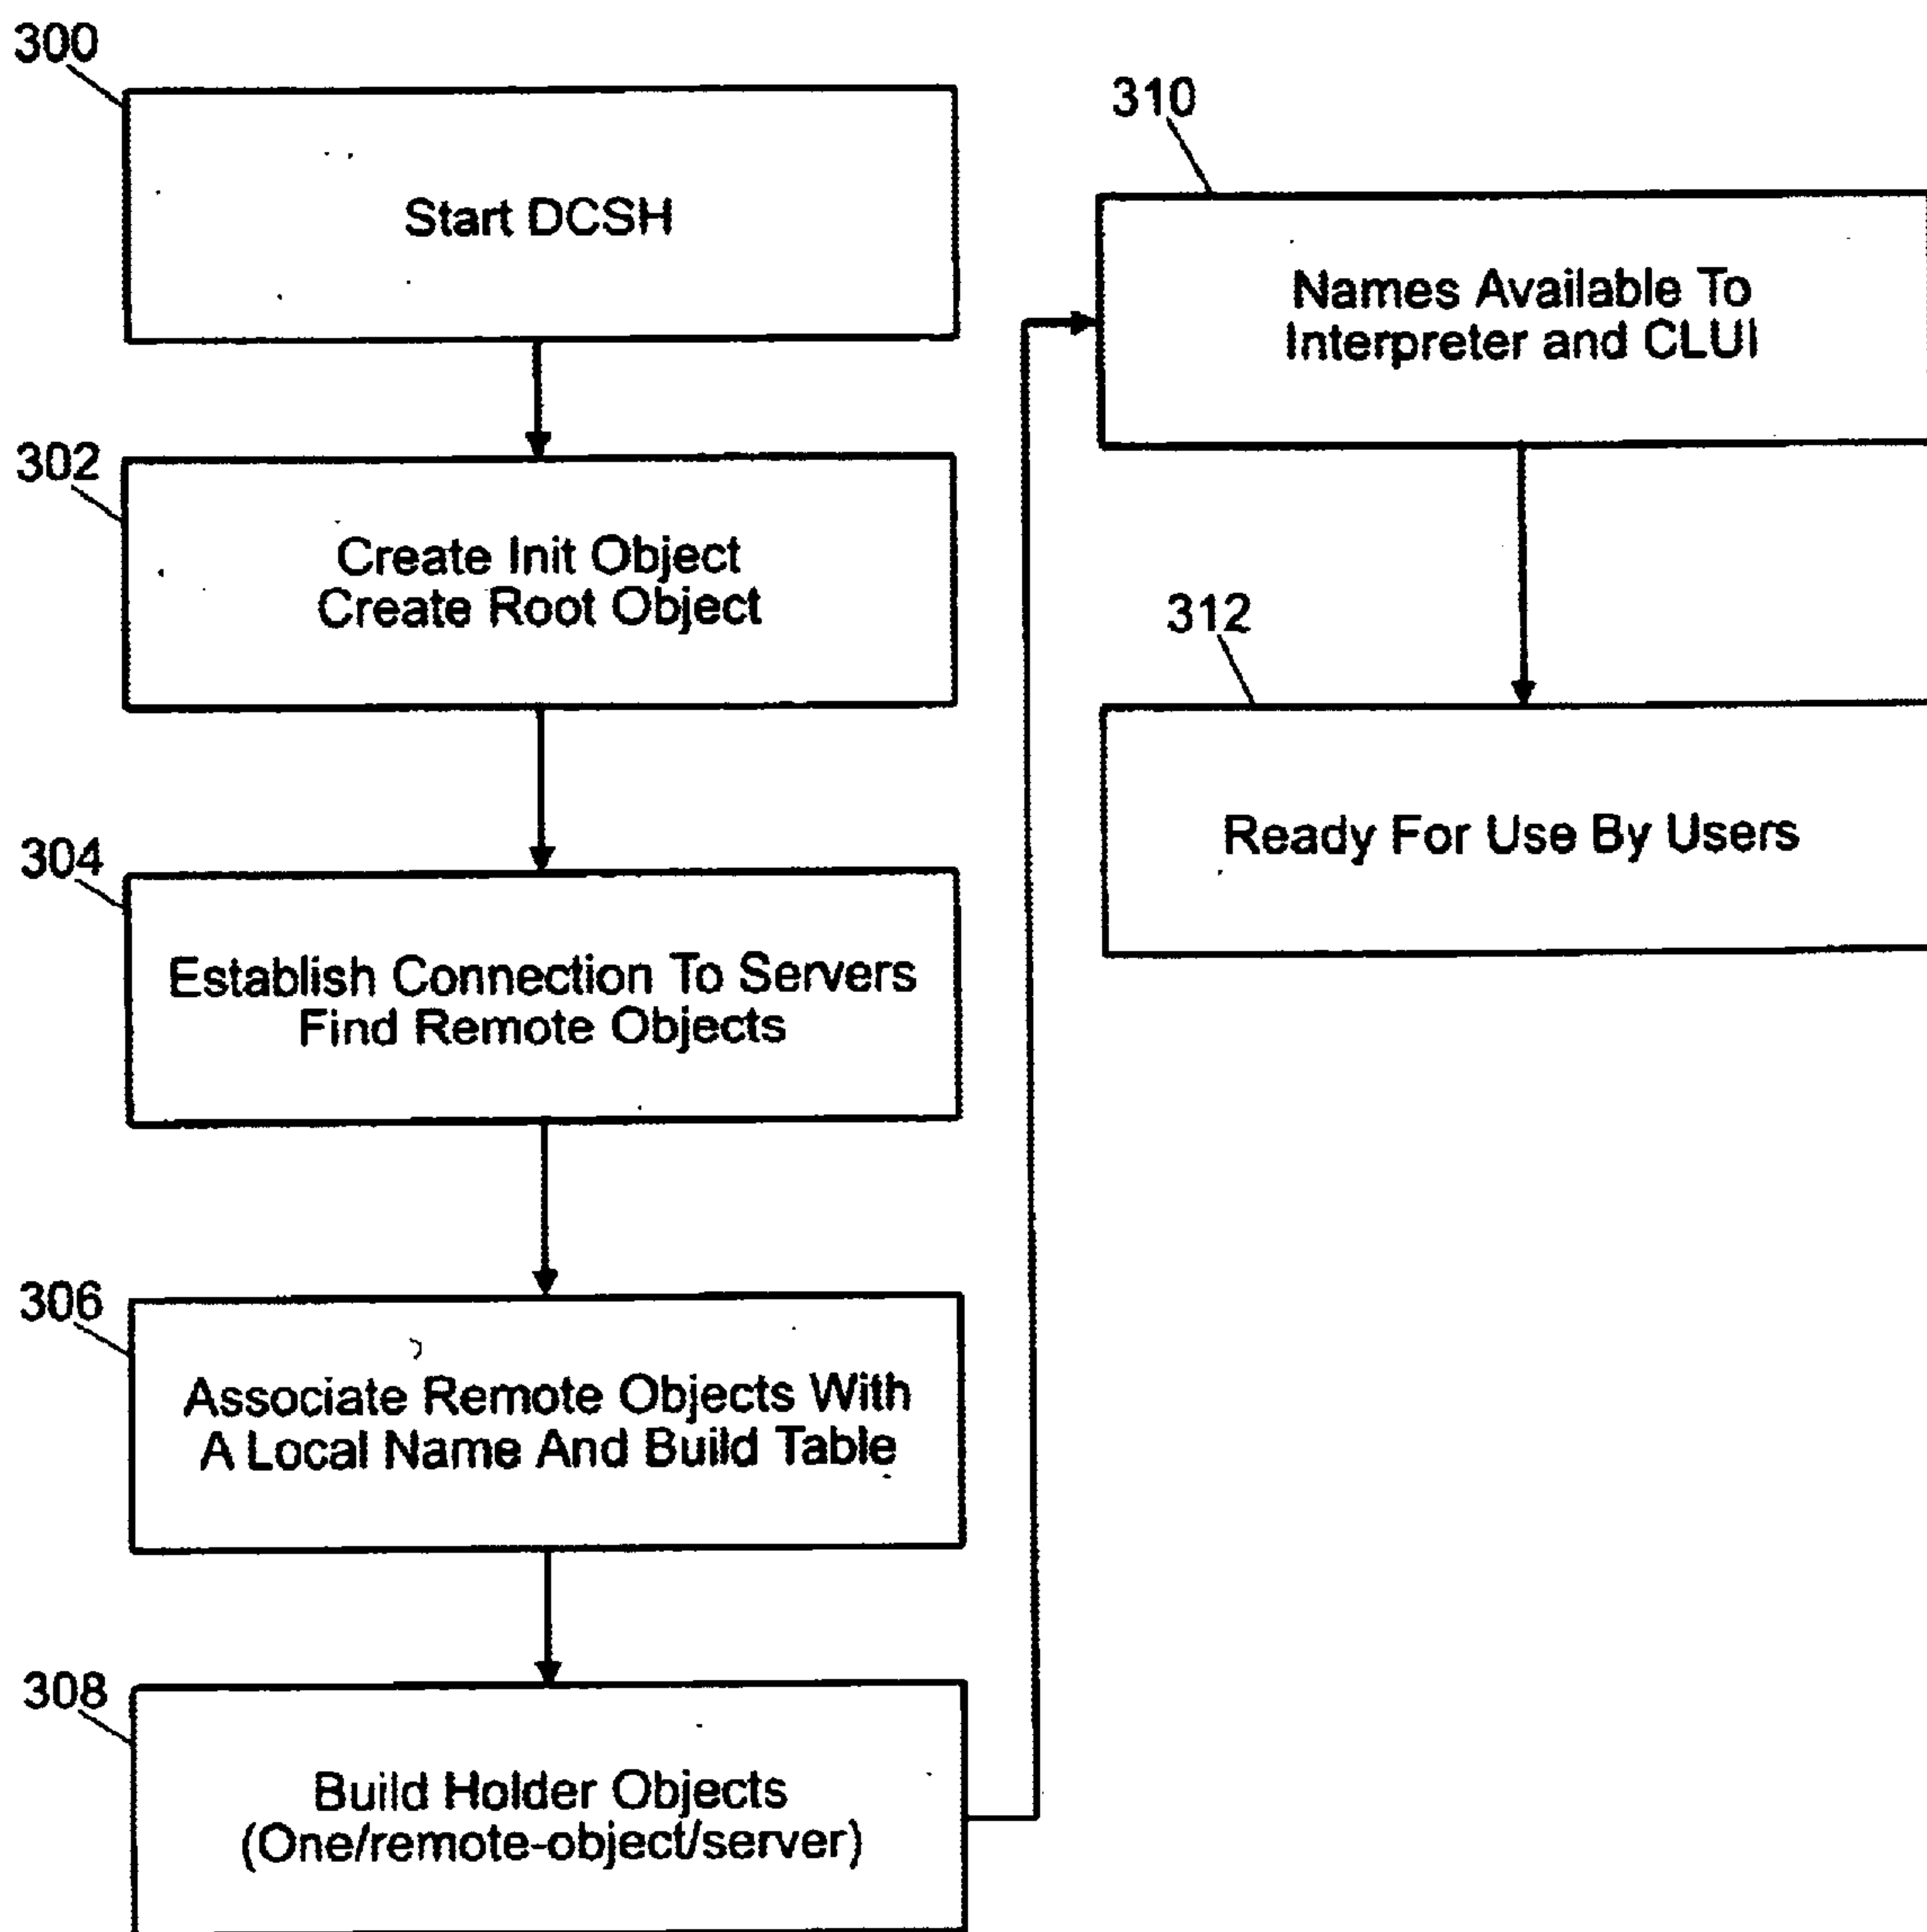 300
Start DCSH
302
Create Init Object
Create Root Object
304
Establish Connection To Servers
Find Remote Objects
306
Associate Remote Objects With
A Local Name And Build Table
308
Build Holder Objects
(One/remote-object/server)
310
Names Available To
Interpreter and CLUI
312
Ready For Use By Users